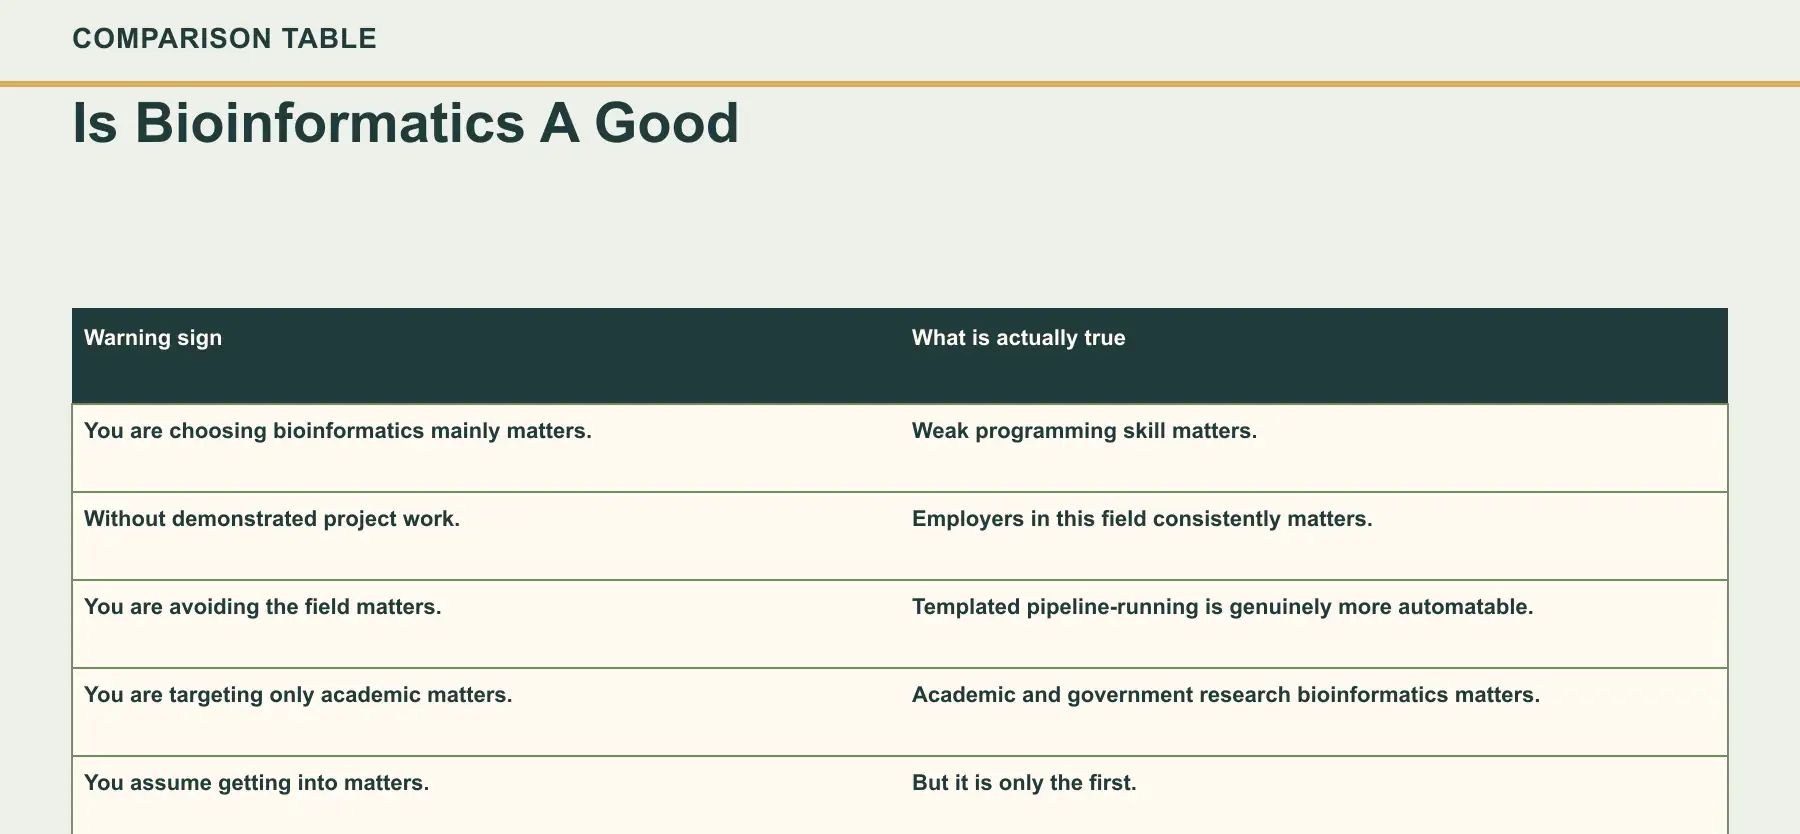 COMPARISON TABLE
Is Bioinformatics A Good
Warning sign
What is actually true
You are choosing bioinformatics mainly matters.
Weak programming skill matters.
Without demonstrated project work.
Employers in this field consistently matters.
You are avoiding the field matters.
Templated pipeline-running is genuinely more automatable.
You are targeting only academic matters.
Academic and government research bioinformatics matters.
You assume getting into matters.
But it is only the first.